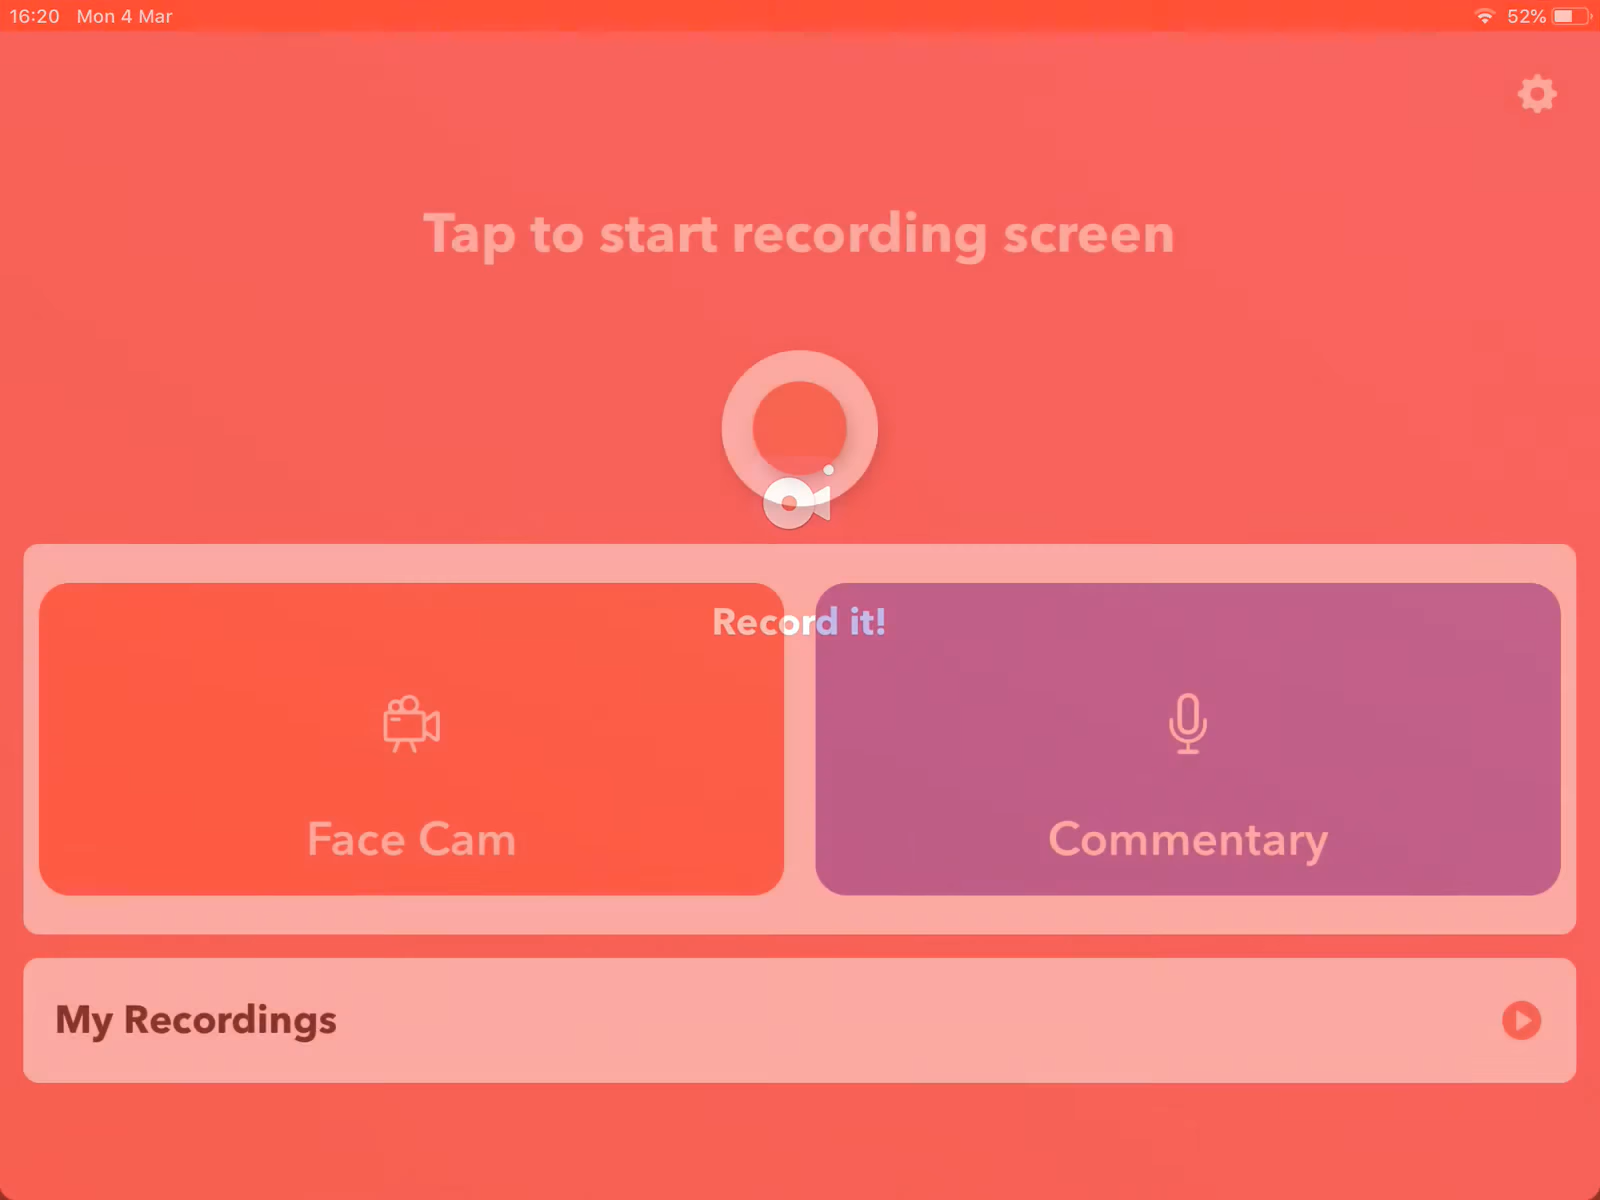 16:20 Mon 4 Mar 52%
Tap to start recording screen
Record it!
Face Cam
Commentary
My Recordings